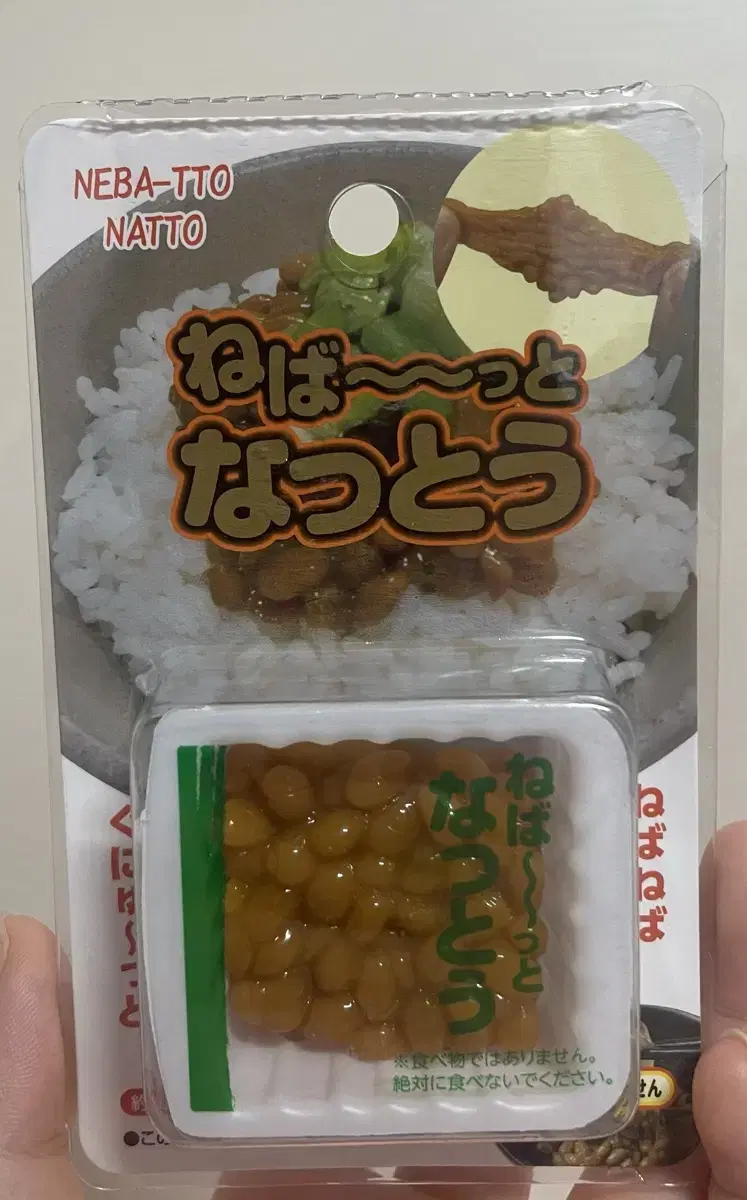 NEBA-TTO
NATTO
ねば〜〜っと
なっとう
ねばねば
ねば〜〜っと
なっとう
※食べ物ではありません。
絶対に食べないでください。